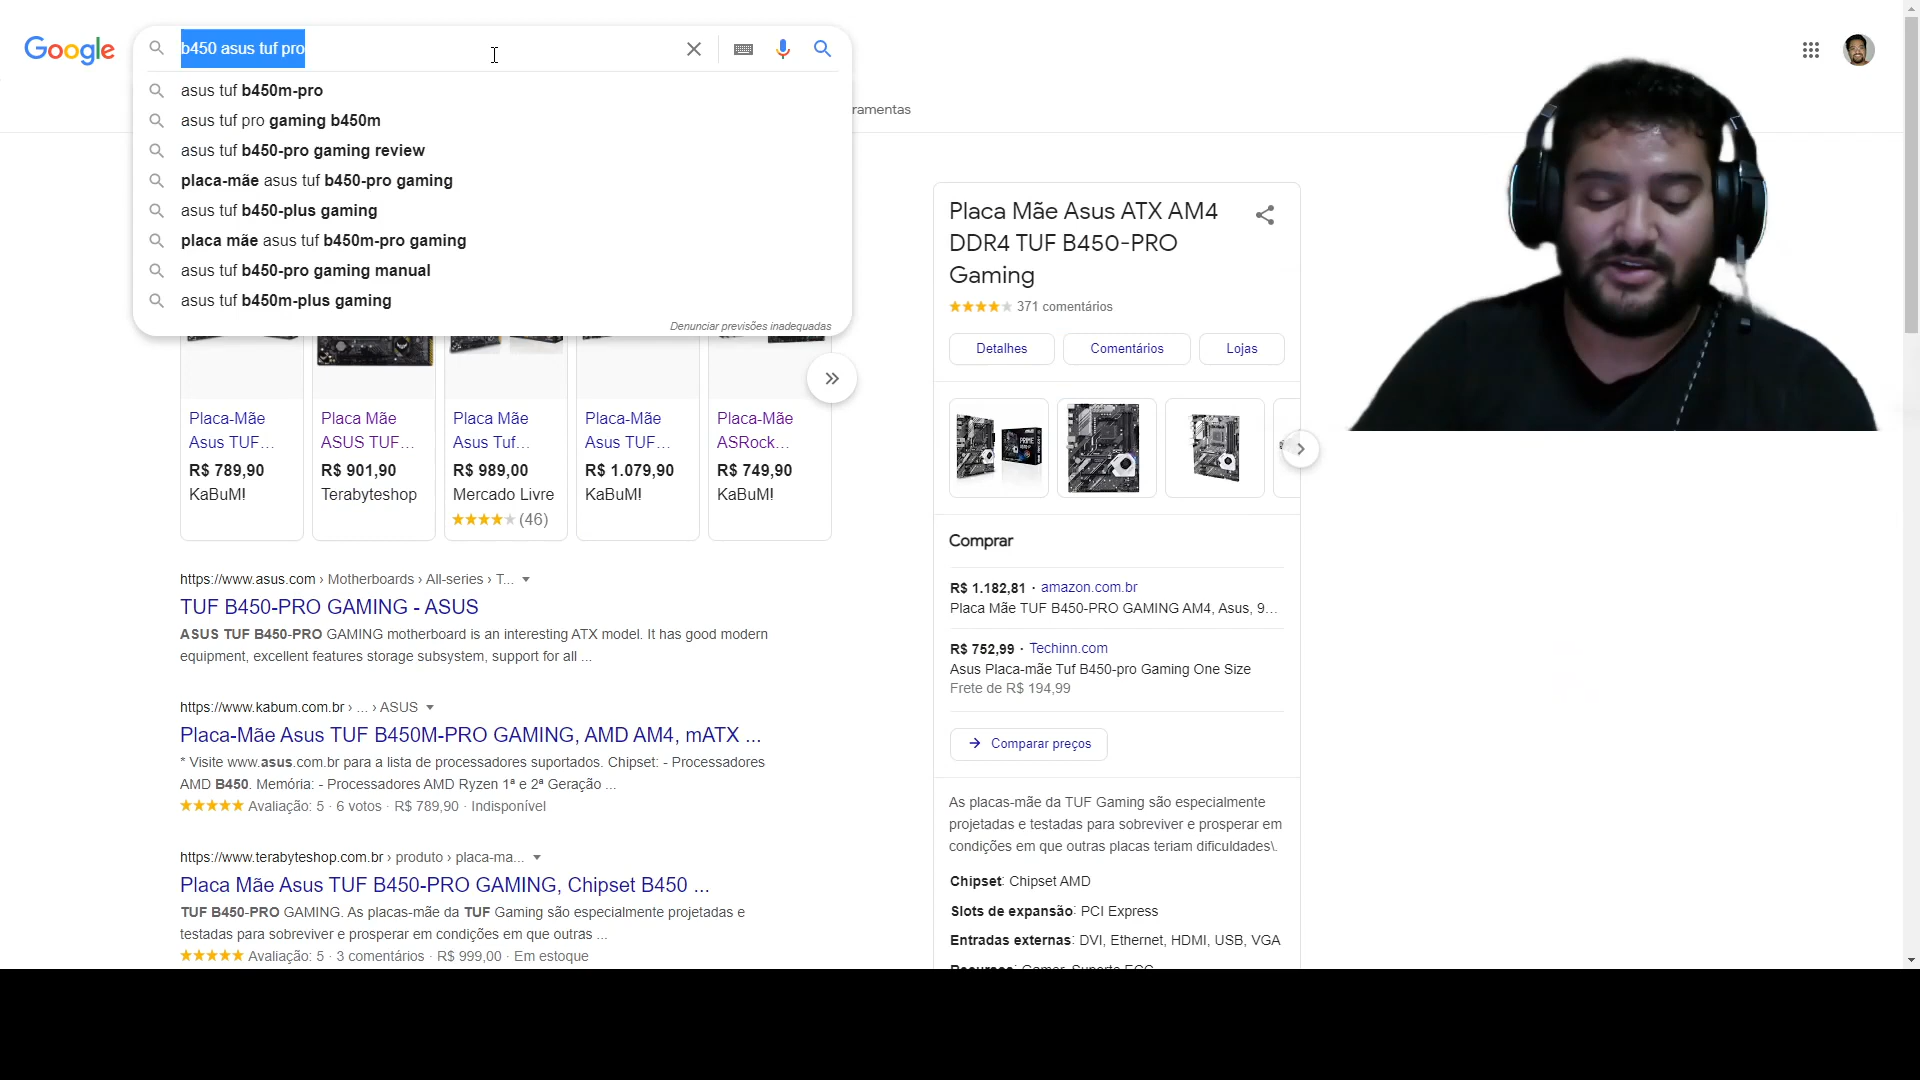 Google
b450 asus tuf pro
asus tuf b450m-pro
asus tuf pro gaming b450m
asus tuf b450-pro gaming review
placa-mãe asus tuf b450-pro gaming
asus tuf b450-plus gaming
placa mãe asus tuf b450m-pro gaming
asus tuf b450-pro gaming manual
asus tuf b450m-plus gaming
Denunciar previsões inadequadas
ramentas
Placa-Mãe
Asus TUF...
R$ 789,90
KaBuM!
Placa Mãe
ASUS TUF...
R$ 901,90
Terabyteshop
Placa Mãe
Asus Tuf...
R$ 989,00
Mercado Livre
(46)
Placa-Mãe
Asus TUF...
R$ 1.079,90
KaBuM!
Placa-Mãe
ASRock...
R$ 749,90
KaBuM!
https://www.asus.com › Motherboards › All-series › T...
TUF B450-PRO GAMING - ASUS
ASUS TUF B450-PRO GAMING motherboard is an interesting ATX model. It has good modern
equipment, excellent features storage subsystem, support for all ...
https://www.kabum.com.br › ... › ASUS
Placa-Mãe Asus TUF B450M-PRO GAMING, AMD AM4, mATX ...
* Visite www.asus.com.br para a lista de processadores suportados. Chipset: - Processadores
AMD B450. Memória: - Processadores AMD Ryzen 1ª e 2ª Geração ...
Avaliação: 5 · 6 votos · R$ 789,90 · Indisponível
https://www.terabyteshop.com.br › produto › placa-ma...
Placa Mãe Asus TUF B450-PRO GAMING, Chipset B450 ...
TUF B450-PRO GAMING. As placas-mãe da TUF Gaming são especialmente projetadas e
testadas para sobreviver e prosperar em condições em que outras ...
Avaliação: 5 · 3 comentários · R$ 999,00 · Em estoque
Placa Mãe Asus ATX AM4
DDR4 TUF B450-PRO
Gaming
371 comentários
Detalhes
Comentários
Lojas
Comprar
R$ 1.182,81 · amazon.com.br
Placa Mãe TUF B450-PRO GAMING AM4, Asus, 9...
R$ 752,99 · Techinn.com
Asus Placa-mãe Tuf B450-pro Gaming One Size
Frete de R$ 194,99
Comparar preços
As placas-mãe da TUF Gaming são especialmente
projetadas e testadas para sobreviver e prosperar em
condições em que outras placas teriam dificuldades\.
Chipset: Chipset AMD
Slots de expansão: PCI Express
Entradas externas: DVI, Ethernet, HDMI, USB, VGA